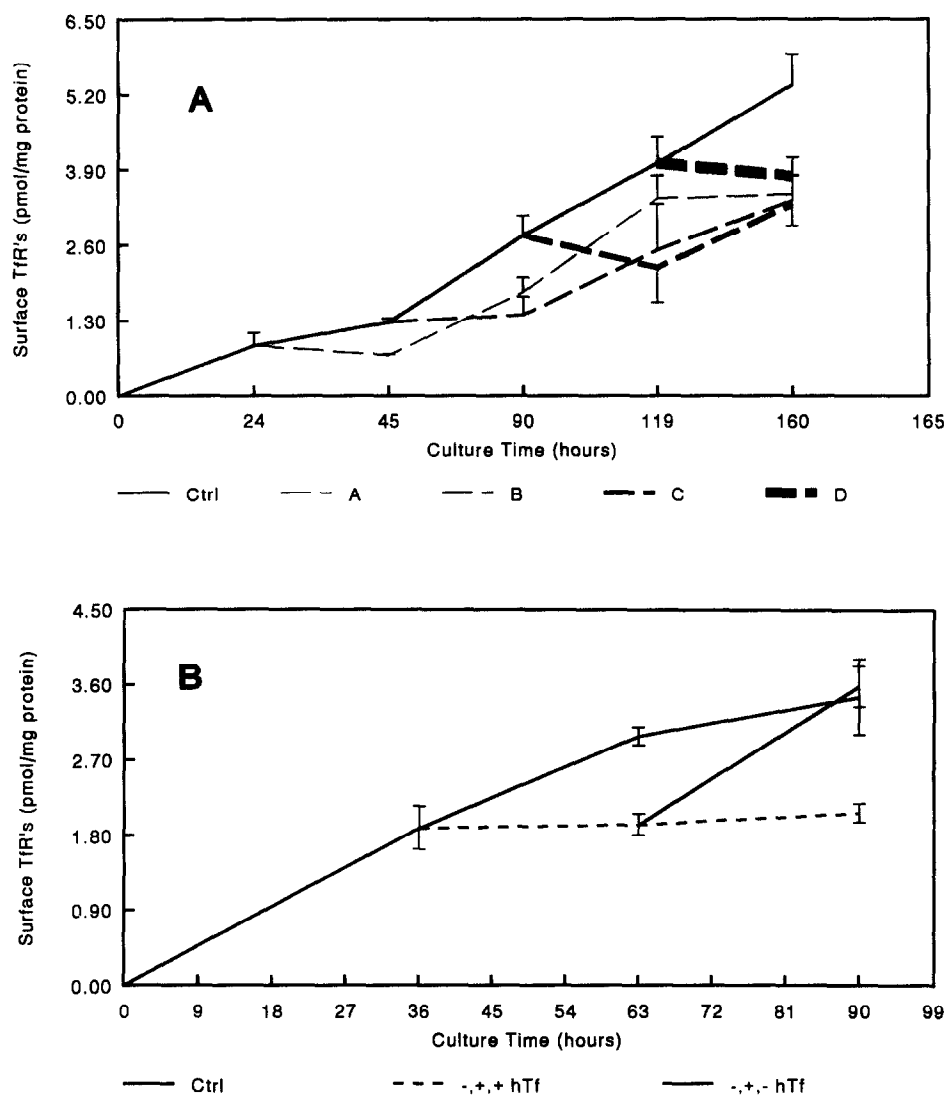 6.50
A
5.20
3.90
2.60
1.30
0.00
Surface TfR's (pmol/mg protein)
0 24 45 90 119 160 165
Culture Time (hours)
Ctrl A B C D
4.50
B
3.60
2.70
1.80
0.90
0.00
Surface TfR's (pmol/mg protein)
0 9 18 27 36 45 54 63 72 81 90 99
Culture Time (hours)
Ctrl -,+,+ hTf -,+,- hTf